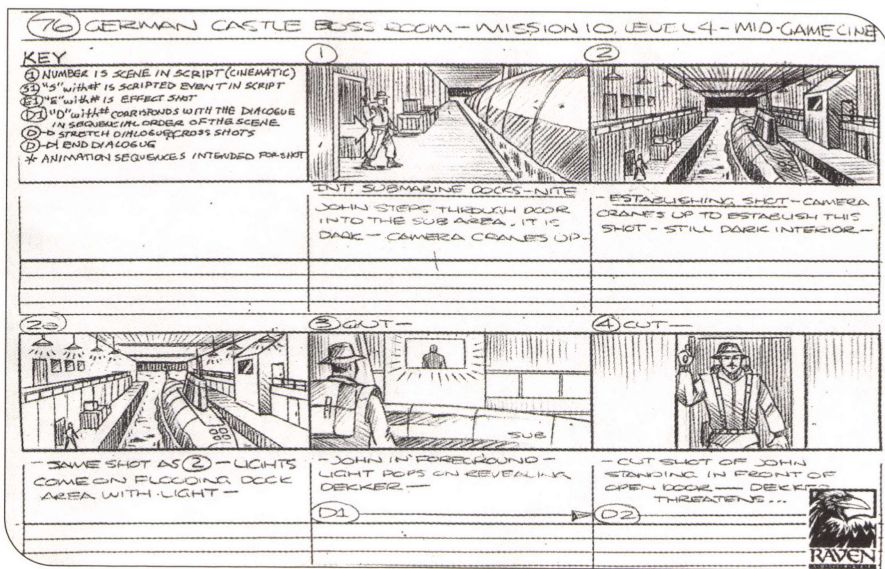 76 GERMAN CASTLE BOSS ROOM - MISSION 10, LEVEL 4 - MID-GAME CINE
KEY
1 NUMBER IS SCENE IN SCRIPT (CINEMATIC)
S1 "S" with # IS SCRIPTED EVENT IN SCRIPT
E1 "E" with # IS EFFECT SHOT
D1 "D" with # CORRISPONDS WITH THE DIALOGUE
IN SEQUENCIAL ORDER OF THE SCENE
D STRETCH DIALOGUE CROSS SHOTS
D END DIALOGUE
* ANIMATION SEQUENCES INTENDED FOR SHOT
1
INT. SUBMARINE DOCKS - NITE
JOHN STEPS THROUGH DOOR
INTO THE SUB AREA. IT IS
DARK - CAMERA CRANES UP -
2
- ESTABLISHING SHOT - CAMERA
CRANES UP TO ESTABLISH THIS
SHOT - STILL DARK INTERIOR -
2a
- SAME SHOT AS 2 - LIGHTS
COME ON FLOODING DOCK
AREA WITH LIGHT -
3 CUT -
SUB
- JOHN IN FOREGROUND -
LIGHT POPS ON REVEALING
DEKKER -
D1
4 CUT -
- CUT SHOT OF JOHN
STANDING IN FRONT OF
OPEN DOOR - DEKKER
THREATENS...
D2
RAVEN